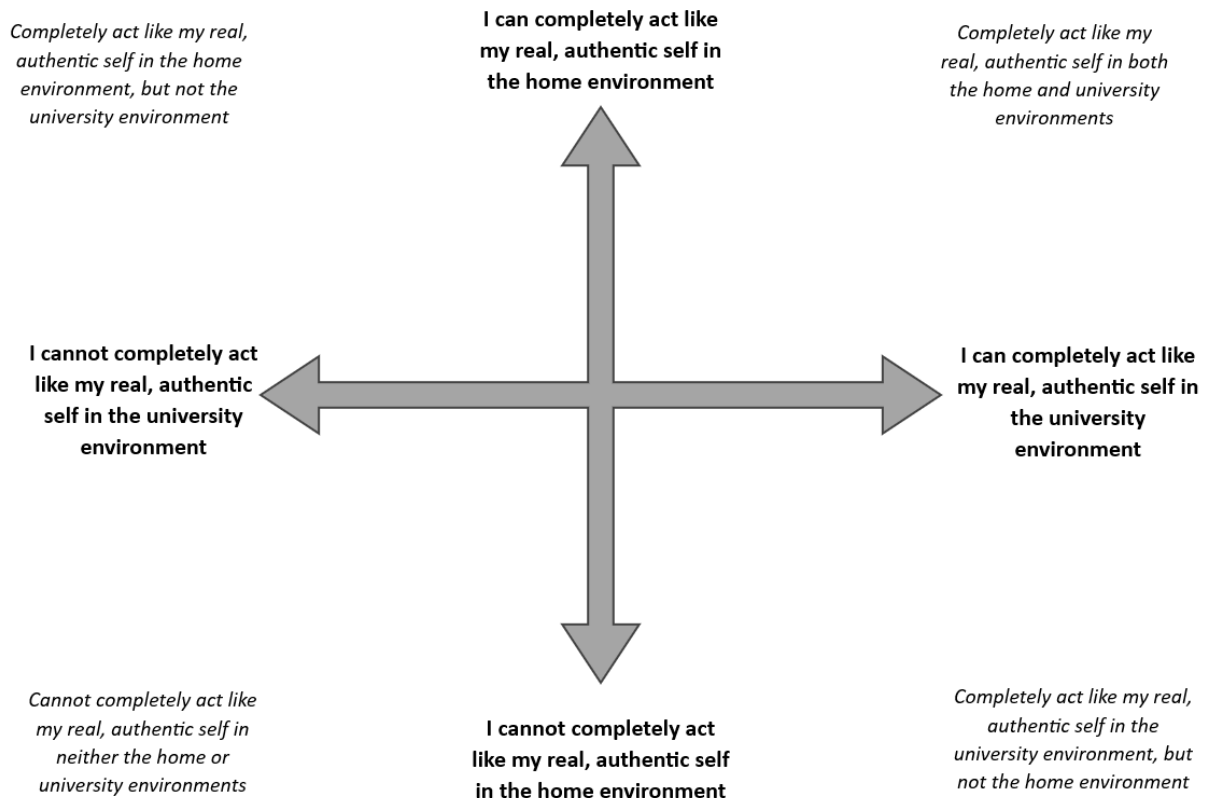 Completely act like my real,
authentic self in the home
environment, but not the
university environment
I can completely act like
my real, authentic self in
the home environment
Completely act like my
real, authentic self in both
the home and university
environments
I cannot completely act
like my real, authentic
self in the university
environment
I can completely act like
my real, authentic self in
the university
environment
Cannot completely act like
my real, authentic self in
neither the home or
university environments
I cannot completely act
like my real, authentic self
in the home environment
Completely act like my real,
authentic self in the
university environment, but
not the home environment